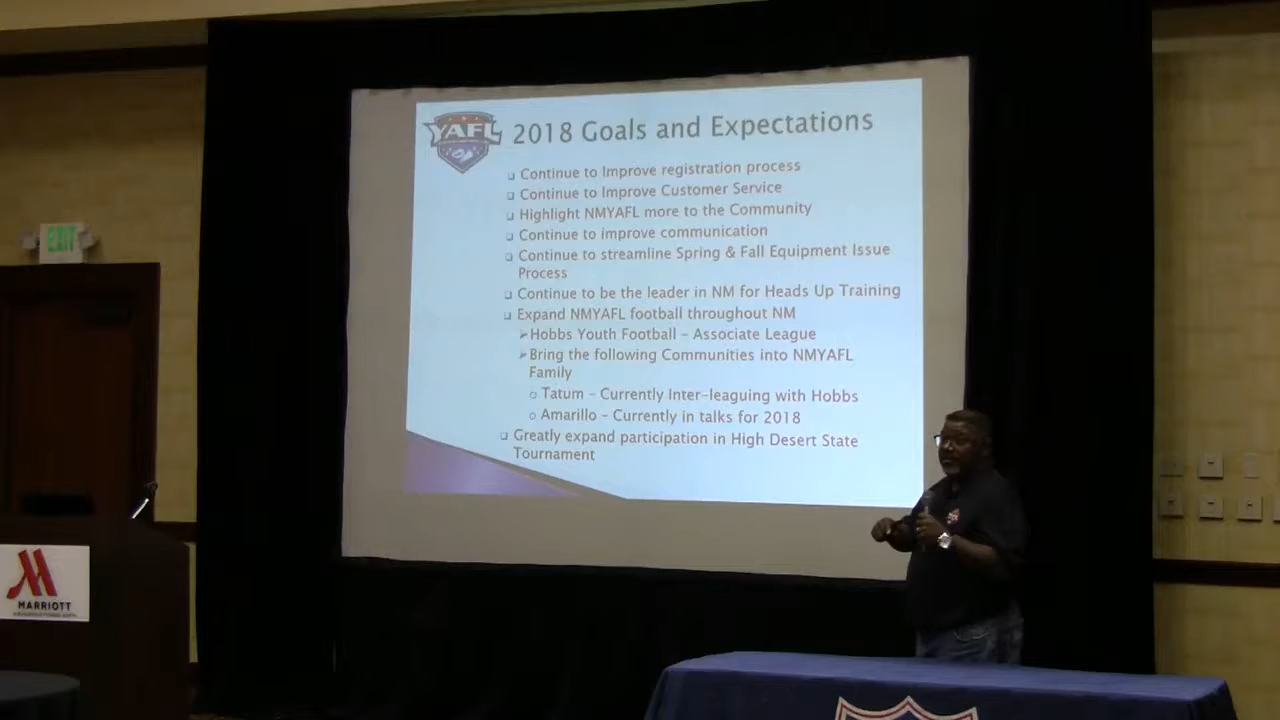 YAFL
2018 Goals and Expectations
Continue to Improve registration process
Continue to Improve Customer Service
Highlight NMYAFL more to the Community
Continue to improve communication
Continue to streamline Spring & Fall Equipment Issue
Process
Continue to be the leader in NM for Heads Up Training
Expand NMYAFL football throughout NM
Hobbs Youth Football – Associate League
Bring the following Communities into NMYAFL
Family
Tatum – Currently Inter-leaguing with Hobbs
Amarillo – Currently in talks for 2018
Greatly expand participation in High Desert State
Tournament
EXIT
MARRIOTT